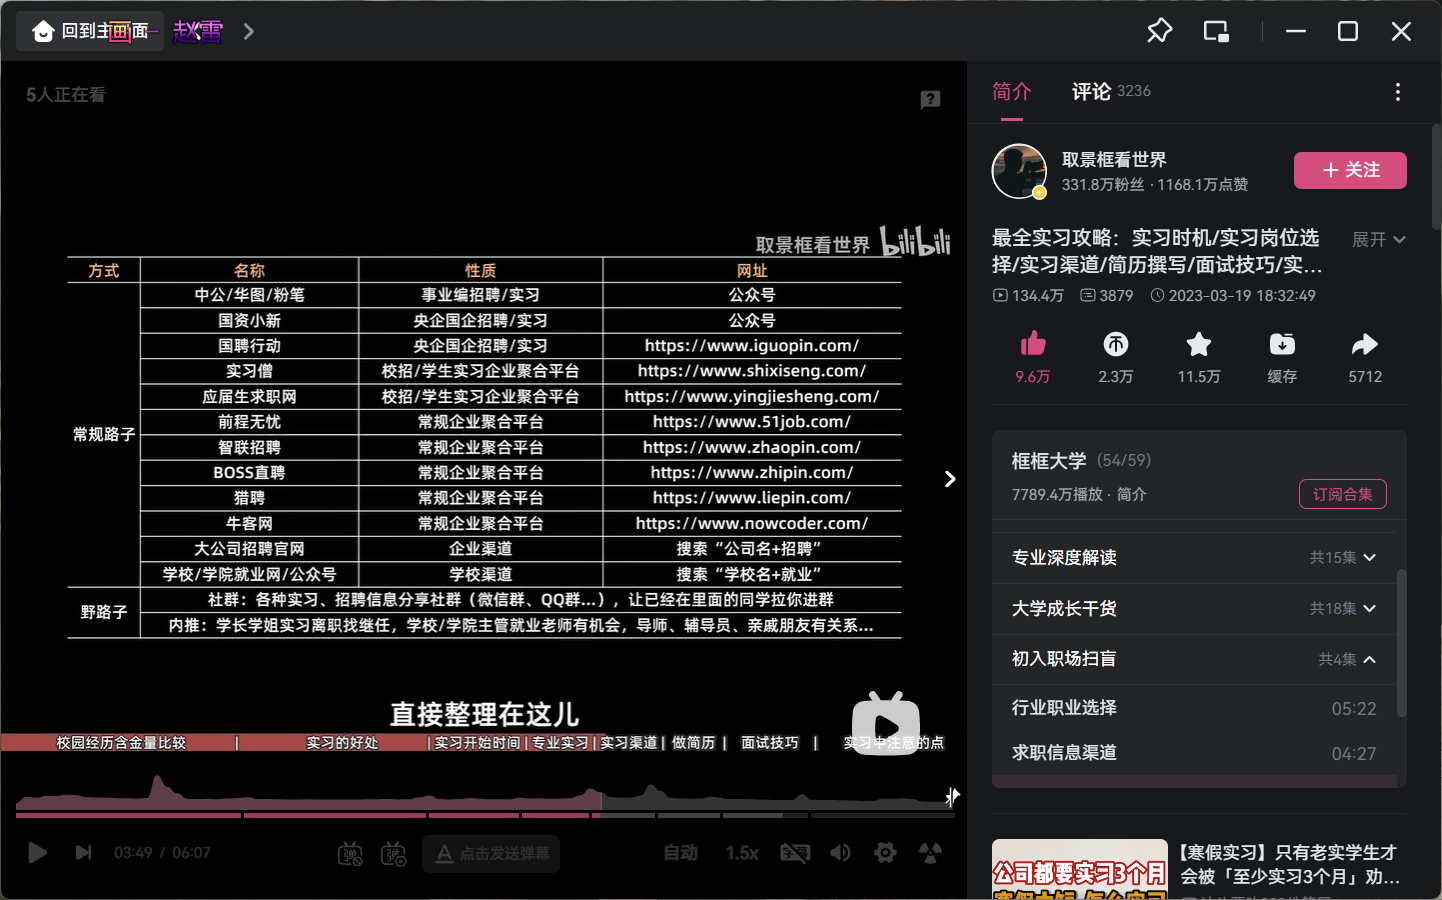 回到主画面
赵雷
5人正在看
取景框看世界 bilibili
方式 名称 性质 网址
常规路子
中公/华图/粉笔 事业编招聘/实习 公众号
国资小新 央企国企招聘/实习 公众号
国聘行动 央企国企招聘/实习 https://www.iguopin.com/
实习僧 校招/学生实习企业聚合平台 https://www.shixiseng.com/
应届生求职网 校招/学生实习企业聚合平台 https://www.yingjiesheng.com/
前程无忧 常规企业聚合平台 https://www.51job.com/
智联招聘 常规企业聚合平台 https://www.zhaopin.com/
BOSS直聘 常规企业聚合平台 https://www.zhipin.com/
猎聘 常规企业聚合平台 https://www.liepin.com/
牛客网 常规企业聚合平台 https://www.nowcoder.com/
大公司招聘官网 企业渠道 搜索“公司名+招聘”
学校/学院就业网/公众号 学校渠道 搜索“学校名+就业”
野路子
社群：各种实习、招聘信息分享社群（微信群、QQ群...），让已经在里面的同学拉你进群
内推：学长学姐实习离职找继任，学校/学院主管就业老师有机会，导师、辅导员、亲戚朋友有关系...
直接整理在这儿
校园经历含金量比较 | 实习的好处 | 实习开始时间 | 专业实习 | 实习渠道 | 做简历 | 面试技巧 | 实习中注意的点
03:49 / 06:07
弹 弹
点击发送弹幕
自动 1.5x 字幕
简介 评论 3236
取景框看世界
331.8万粉丝 · 1168.1万点赞
＋ 关注
最全实习攻略：实习时机/实习岗位选
择/实习渠道/简历撰写/面试技巧/实...
展开
134.4万 3879 2023-03-19 18:32:49
9.6万 2.3万 11.5万 缓存 5712
框框大学（54/59）
7789.4万播放 · 简介
订阅合集
专业深度解读 共15集
大学成长干货 共18集
初入职场扫盲 共4集
行业职业选择 05:22
求职信息渠道 04:27
公司都要实习3个月
【寒假实习】只有老实学生才
会被「至少实习3个月」劝...